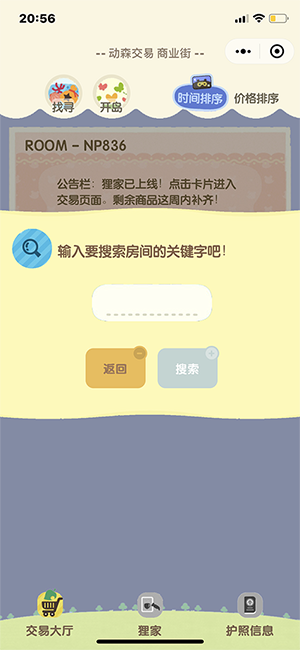 20:56
-- 动森交易 商业街 --
找寻
开岛
时间排序
价格排序
ROOM - NP836
公告栏：狸家已上线！点击卡片进入
交易页面。剩余商品这周内补齐！
输入要搜索房间的关键字吧！
返回
搜索
交易大厅
狸家
护照信息